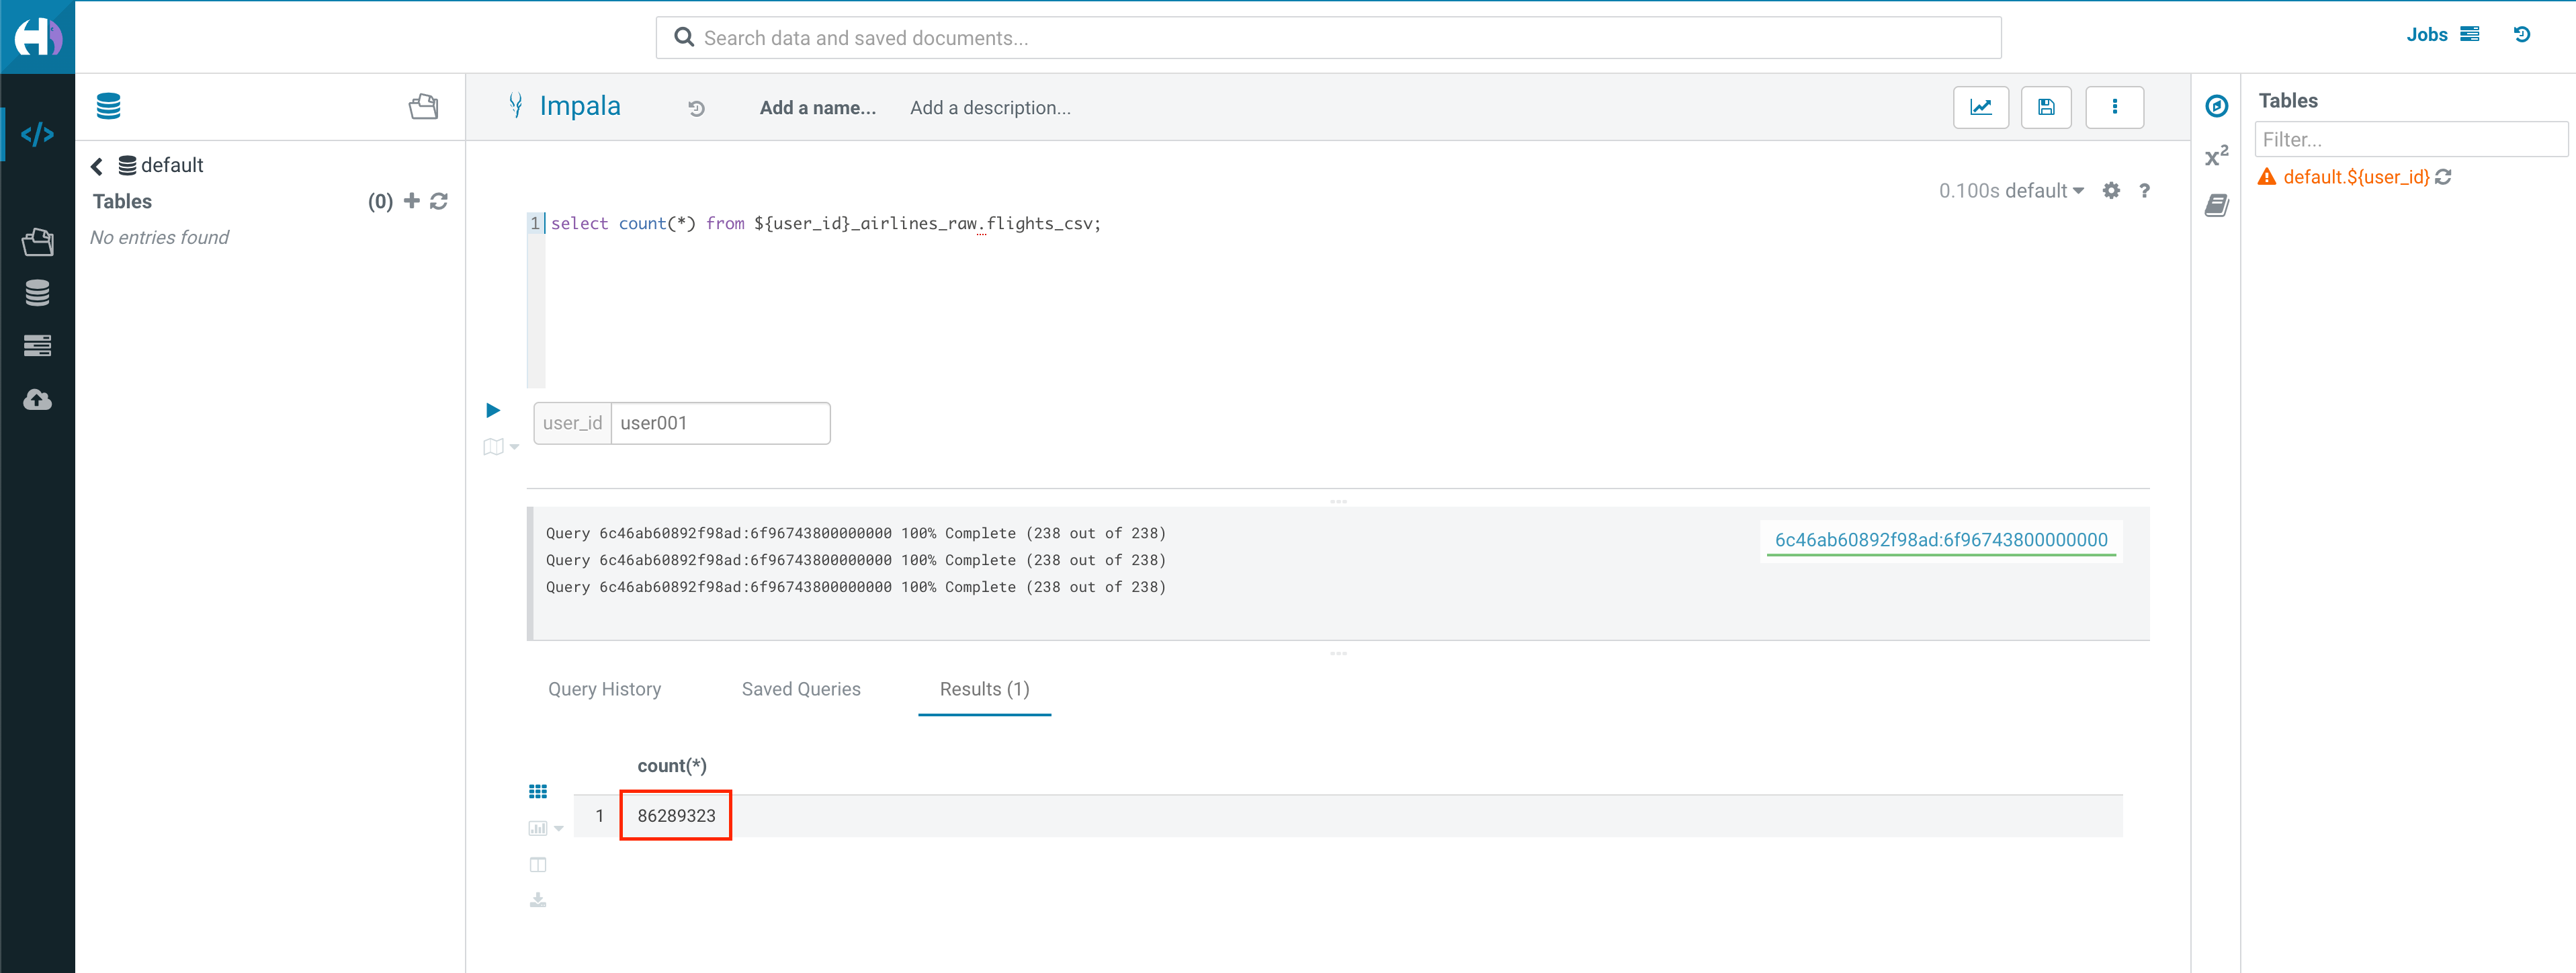 Search data and saved documents...
Jobs
default
Tables (0)
No entries found
Impala Add a name... Add a description...
0.100s default ?
1 select count(*) from ${user_id}_airlines_raw.flights_csv;
user_id user001
Query 6c46ab60892f98ad:6f96743800000000 100% Complete (238 out of 238)
Query 6c46ab60892f98ad:6f96743800000000 100% Complete (238 out of 238)
Query 6c46ab60892f98ad:6f96743800000000 100% Complete (238 out of 238)
6c46ab60892f98ad:6f96743800000000
Query History Saved Queries Results (1)
count(*)
1 86289323
x²
Tables
Filter...
default.${user_id}